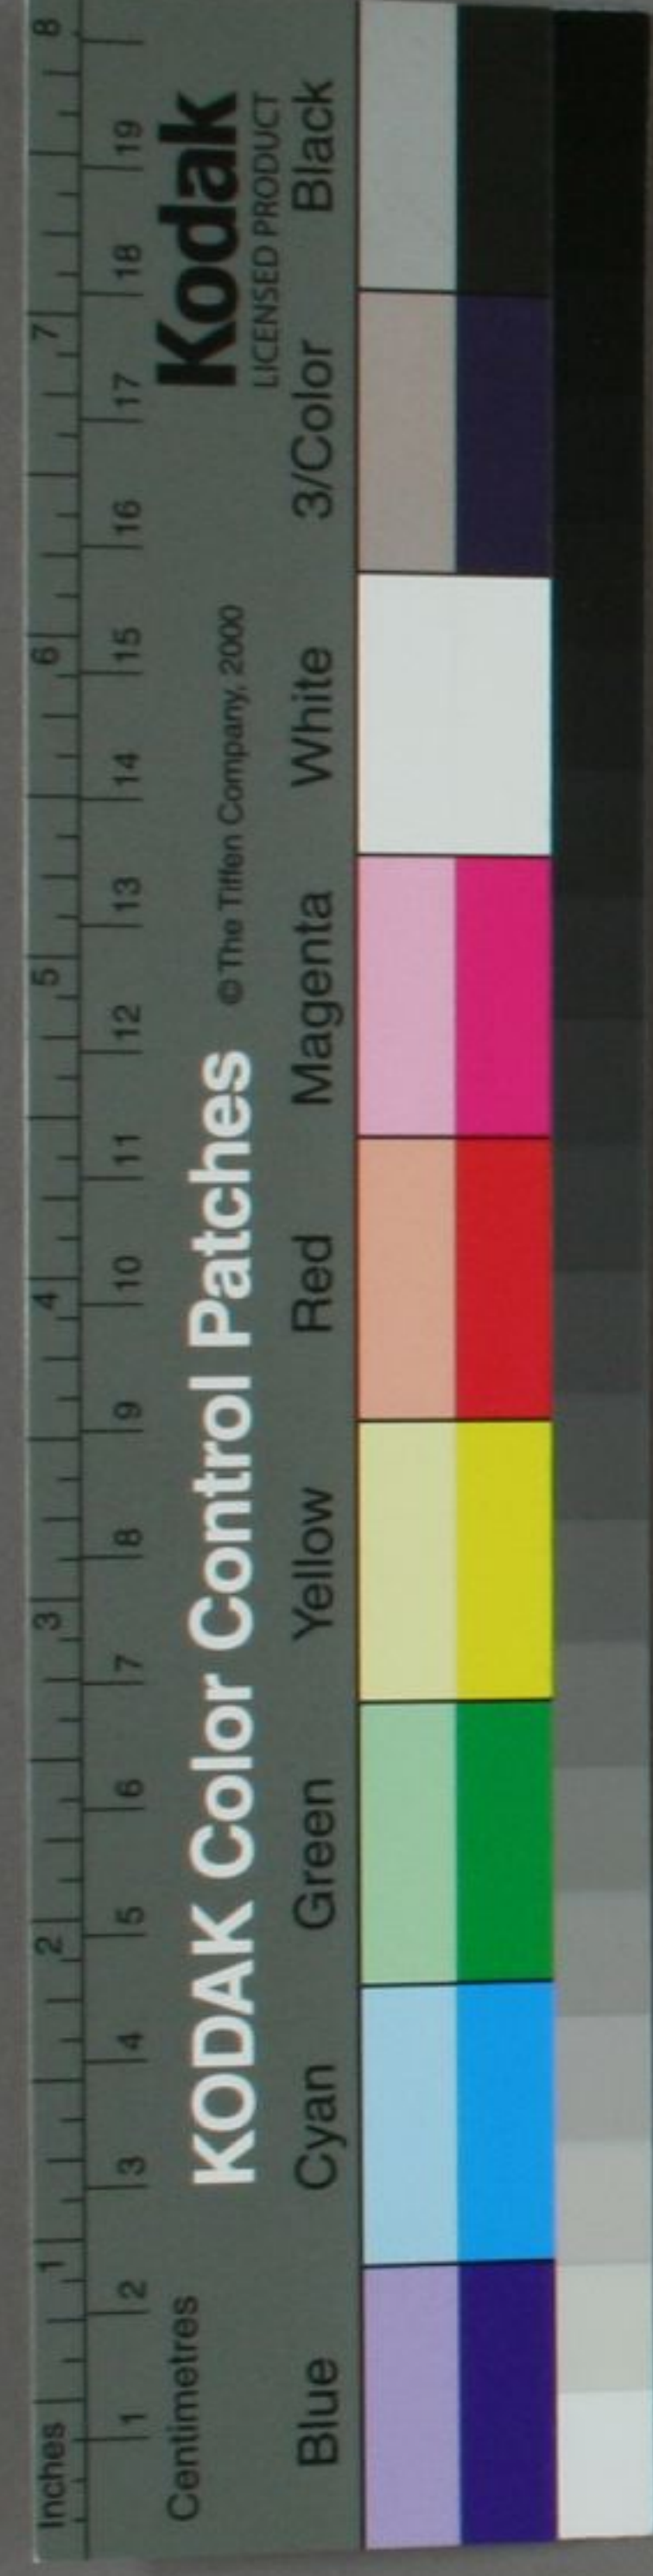 Inches 1 2 3 4 5 6 7 8
1 2 3 4 5 6 7 8 9 10 11 12 13 14 15 16 17 18 19
Centimetres
KODAK Color Control Patches © The Tiffen Company, 2000
Kodak
LICENSED PRODUCT
Blue Cyan Green Yellow Red Magenta White 3/Color Black